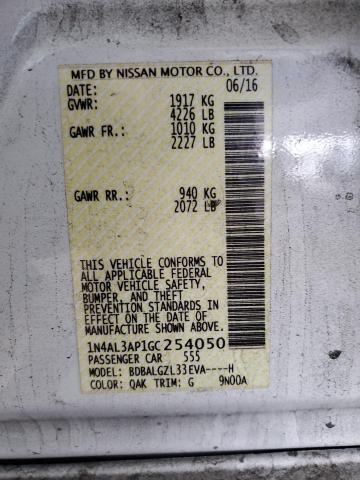 MFD BY NISSAN MOTOR CO., LTD.
DATE: 06/16
GVWR: 1917 KG
4226 LB
GAWR FR.: 1010 KG
2227 LB
GAWR RR.: 940 KG
2072 LB
THIS VEHICLE CONFORMS TO
ALL APPLICABLE FEDERAL
MOTOR VEHICLE SAFETY,
BUMPER, AND THEFT
PREVENTION STANDARDS
IN EFFECT ON THE DATE OF
MANUFACTURE SHOWN ABOVE.
1N4AL3AP1GC254050
PASSENGER CAR 555
MODEL: BDBALGZL33EVA----H
COLOR: QAK TRIM: G 9N00A